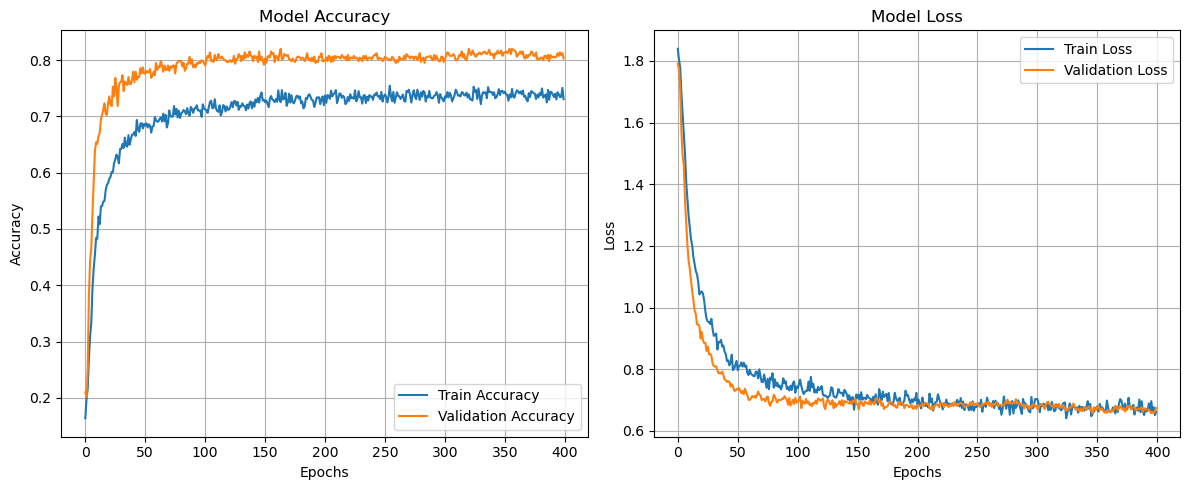 Model Accuracy
Accuracy
0.8
0.7
0.6
0.5
0.4
0.3
0.2
0 50 100 150 200 250 300 350 400
Epochs
Train Accuracy
Validation Accuracy
Model Loss
Loss
1.8
1.6
1.4
1.2
1.0
0.8
0.6
0 50 100 150 200 250 300 350 400
Epochs
Train Loss
Validation Loss